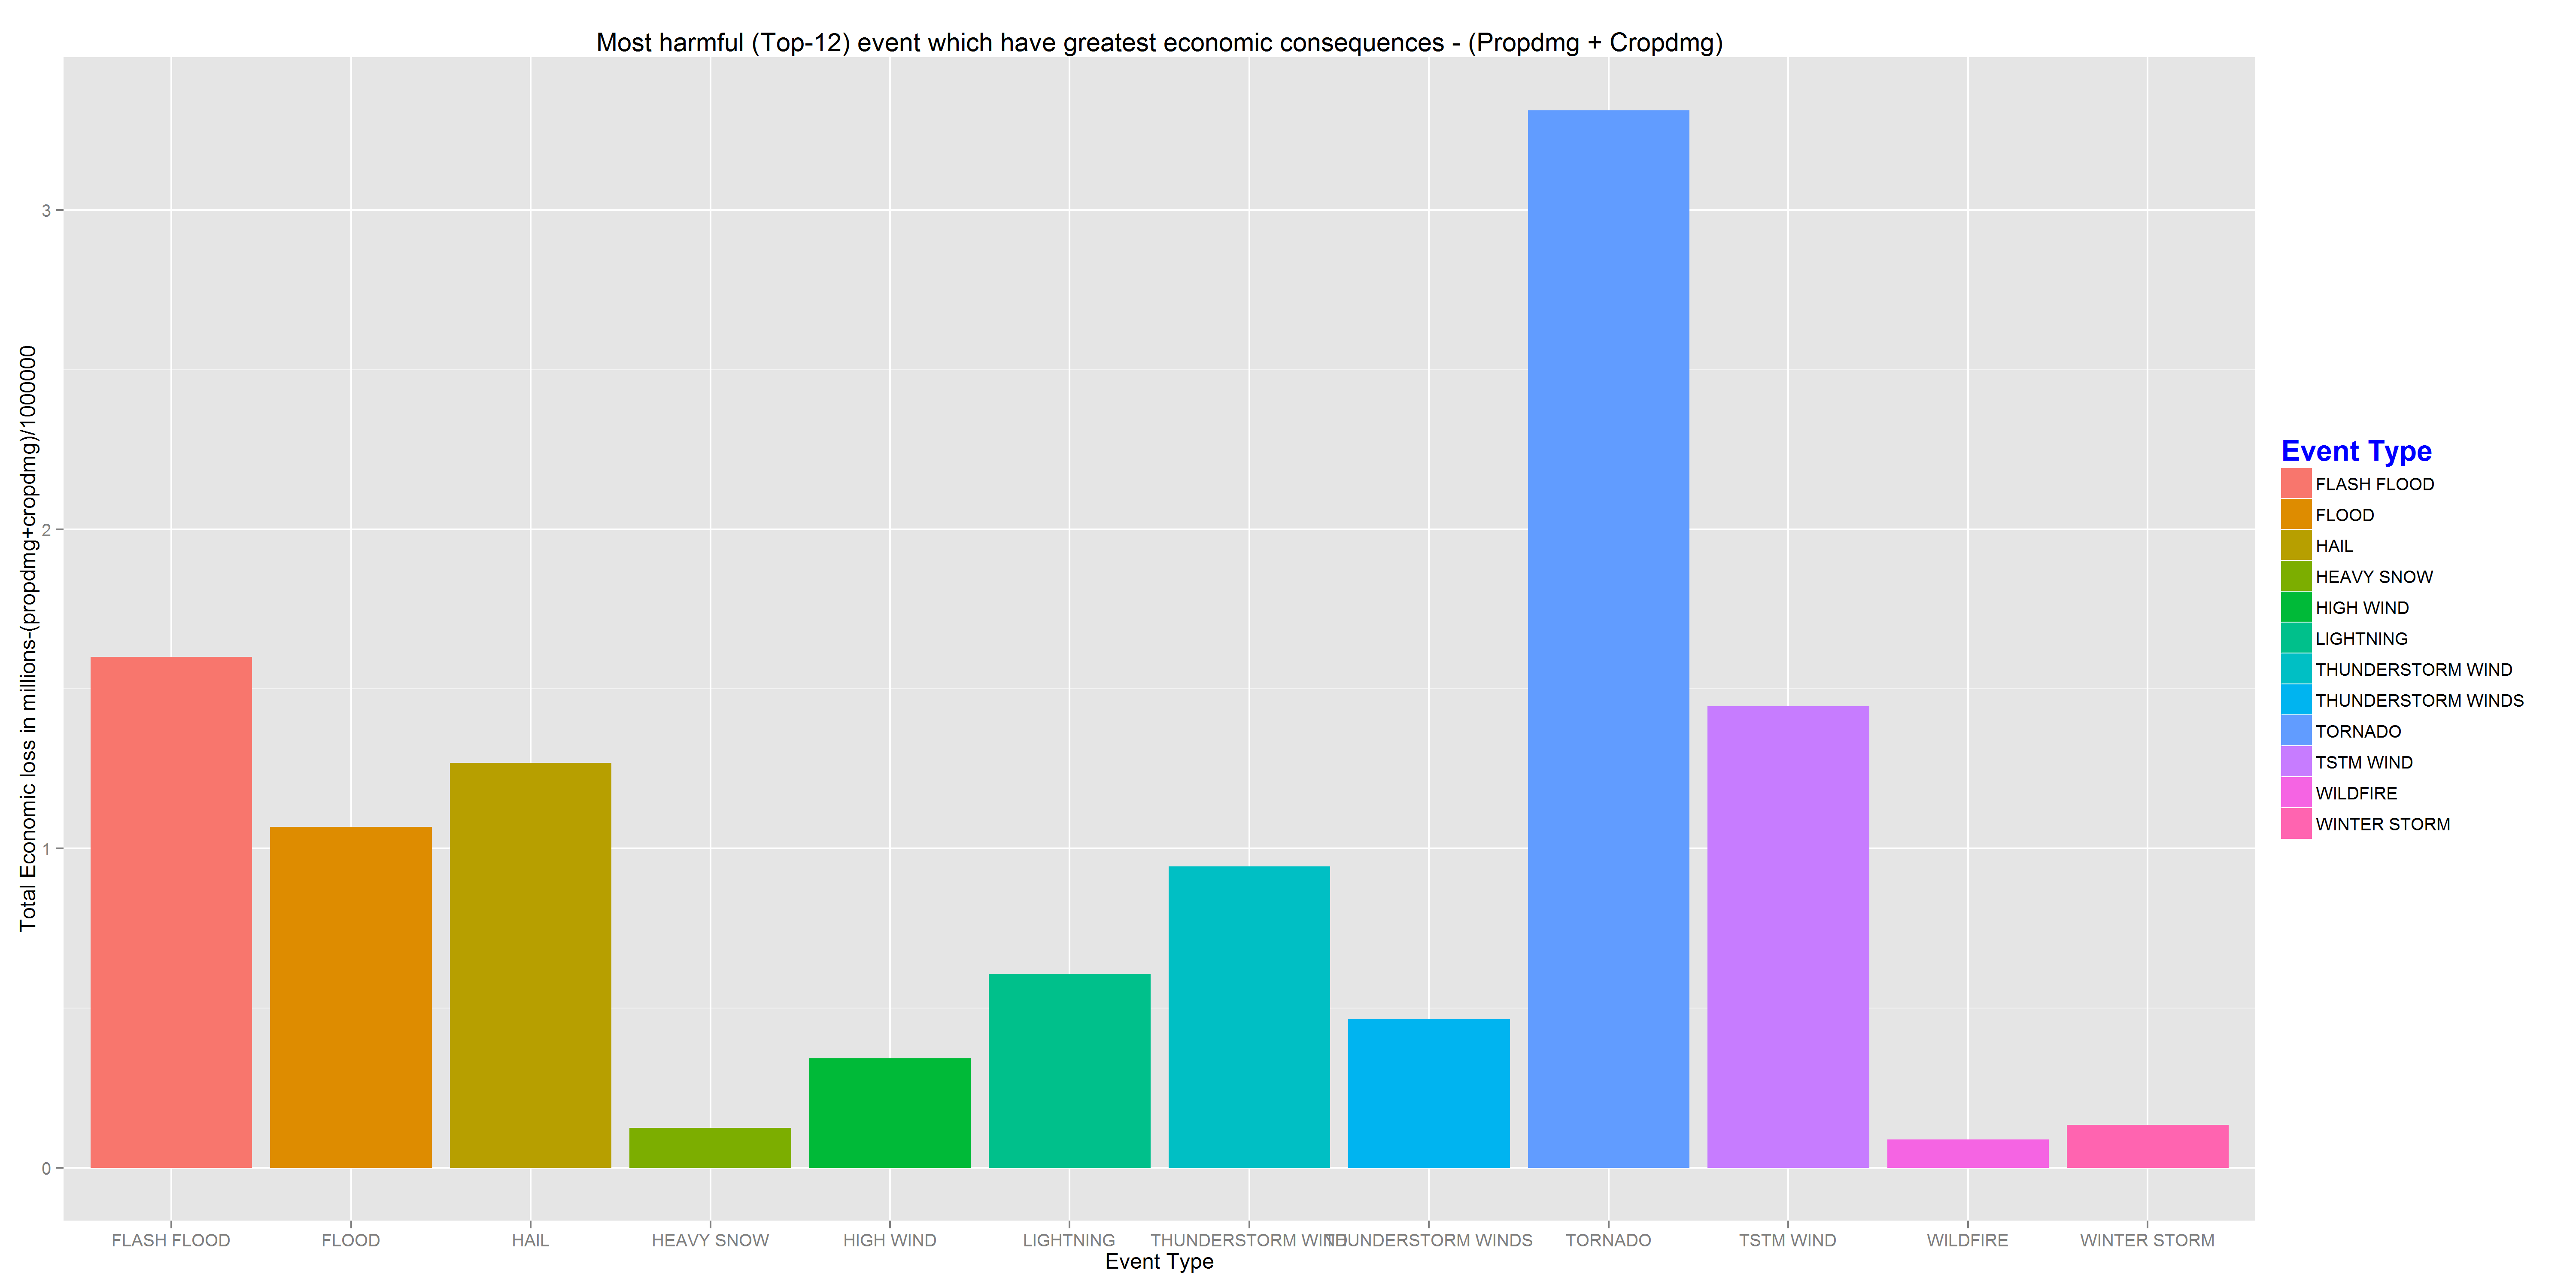 Most harmful (Top-12) event which have greatest economic consequences - (Propdmg + Cropdmg)
Total Economic loss in millions-(propdmg+cropdmg)/1000000
3
2
1
0
FLASH FLOOD
FLOOD
HAIL
HEAVY SNOW
HIGH WIND
LIGHTNING
THUNDERSTORM WIND
THUNDERSTORM WINDS
TORNADO
TSTM WIND
WILDFIRE
WINTER STORM
Event Type
Event Type
FLASH FLOOD
FLOOD
HAIL
HEAVY SNOW
HIGH WIND
LIGHTNING
THUNDERSTORM WIND
THUNDERSTORM WINDS
TORNADO
TSTM WIND
WILDFIRE
WINTER STORM